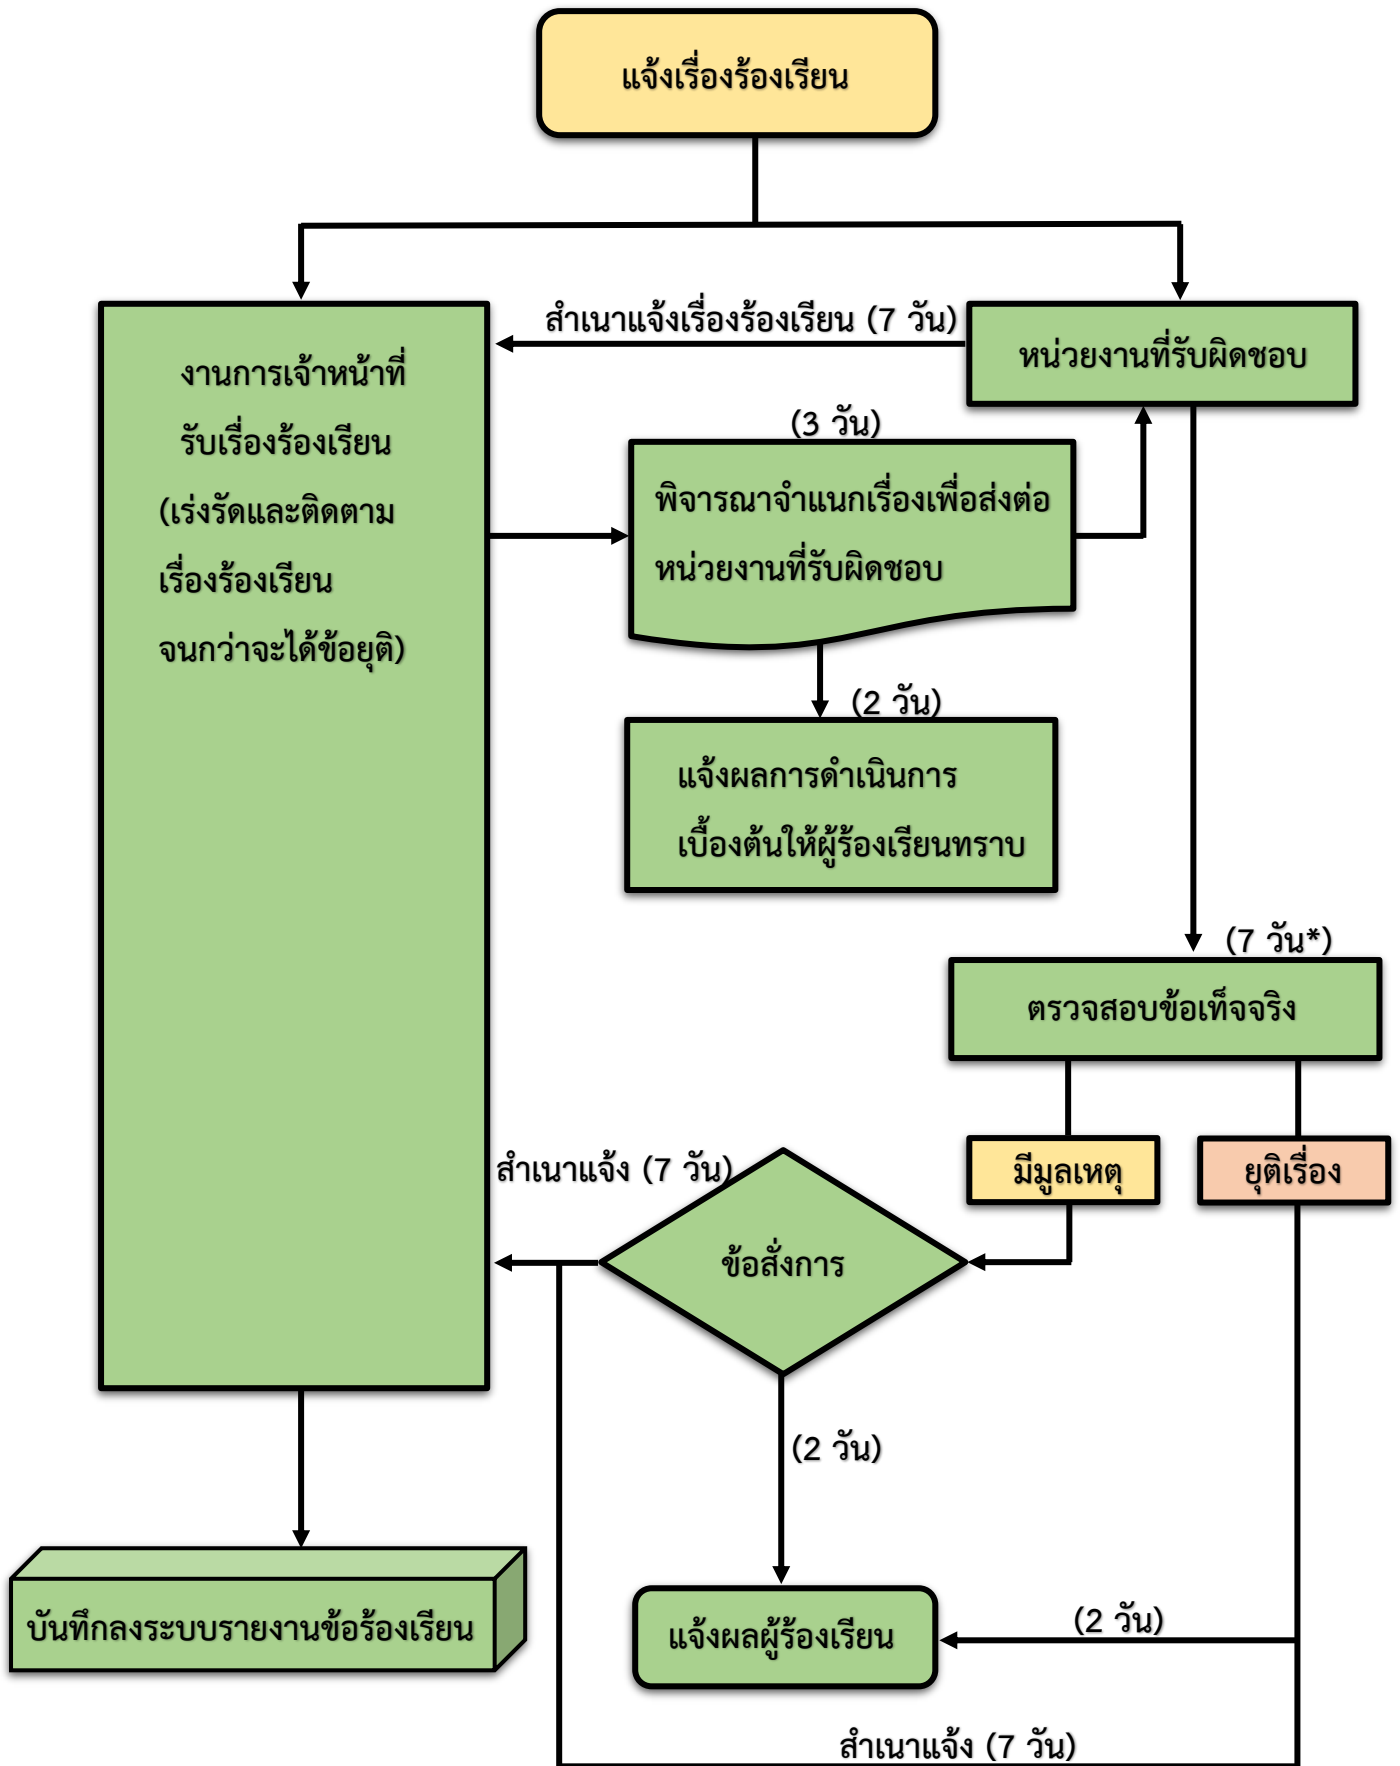 แจ้งเรื่องร้องเรียน
สำเนาแจ้งเรื่องร้องเรียน (7 วัน)
หน่วยงานที่รับผิดชอบ
งานการเจ้าหน้าที่
รับเรื่องร้องเรียน
(เร่งรัดและติดตาม
เรื่องร้องเรียน
จนกว่าจะได้ข้อยุติ)
(3 วัน)
พิจารณาจำแนกเรื่องเพื่อส่งต่อ
หน่วยงานที่รับผิดชอบ
(2 วัน)
แจ้งผลการดำเนินการ
เบื้องต้นให้ผู้ร้องเรียนทราบ
(7 วัน*)
ตรวจสอบข้อเท็จจริง
สำเนาแจ้ง (7 วัน)
มีมูลเหตุ
ยุติเรื่อง
ข้อสั่งการ
(2 วัน)
บันทึกลงระบบรายงานข้อร้องเรียน
แจ้งผลผู้ร้องเรียน
(2 วัน)
สำเนาแจ้ง (7 วัน)